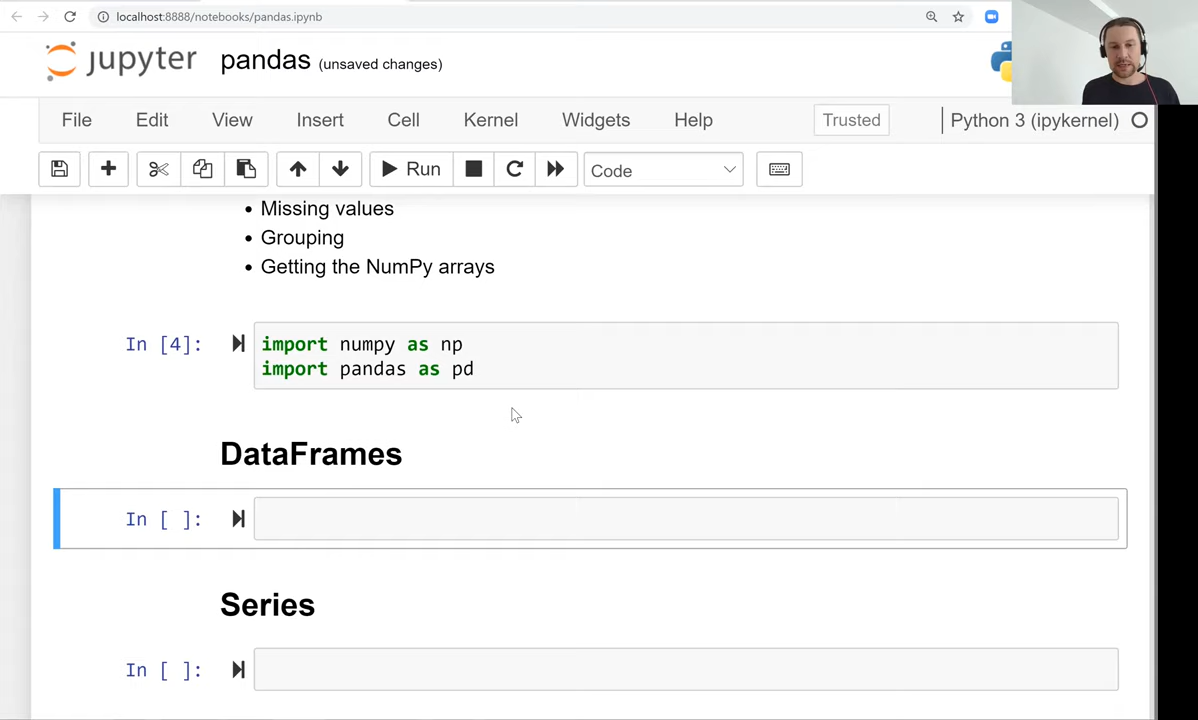 localhost:8888/notebooks/pandas.ipynb
jupyter pandas (unsaved changes)
File Edit View Insert Cell Kernel Widgets Help Trusted Python 3 (ipykernel)
Run Code
• Missing values
• Grouping
• Getting the NumPy arrays
In [4]: import numpy as np
import pandas as pd
DataFrames
In [ ]:
Series
In [ ]: